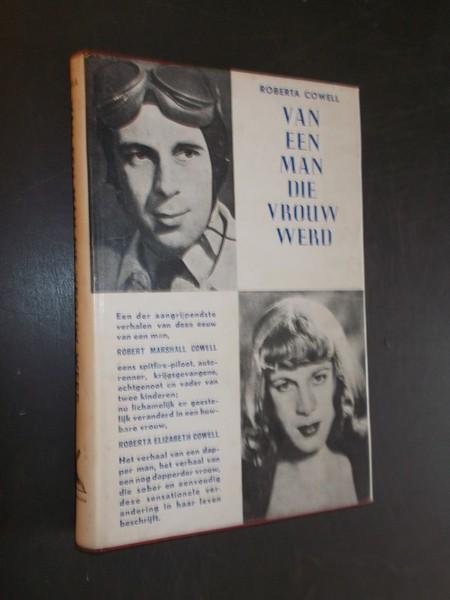 ROBERTA COWELL
VAN
EEN
MAN
DIE
VROUW
WERD
Een der aangrijpendste
verhalen van deze eeuw
van een man,
ROBERT MARSHALL COWELL
eens spitfire-piloot, auto-
renner, krijgsgevangene,
echtgenoot en vader van
twee kinderen;
nu lichamelijk en geeste-
lijk veranderd in een huw-
bare vrouw,
ROBERTA ELIZABETH COWELL
Het verhaal van een dap-
per man, het verhaal van
een nog dapperder vrouw,
die sober en eenvoudig
deze sensationele ver-
andering in haar leven
beschrijft.